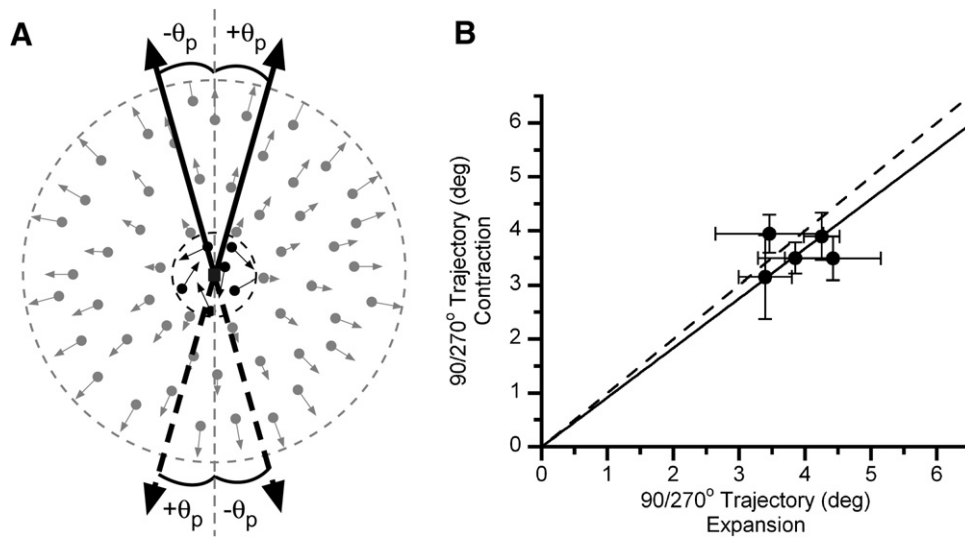 A
-θp
+θp
+θp
-θp
B
90/270° Trajectory (deg)
Contraction
6
5
4
3
2
1
0
0
1
2
3
4
5
6
90/270° Trajectory (deg)
Expansion